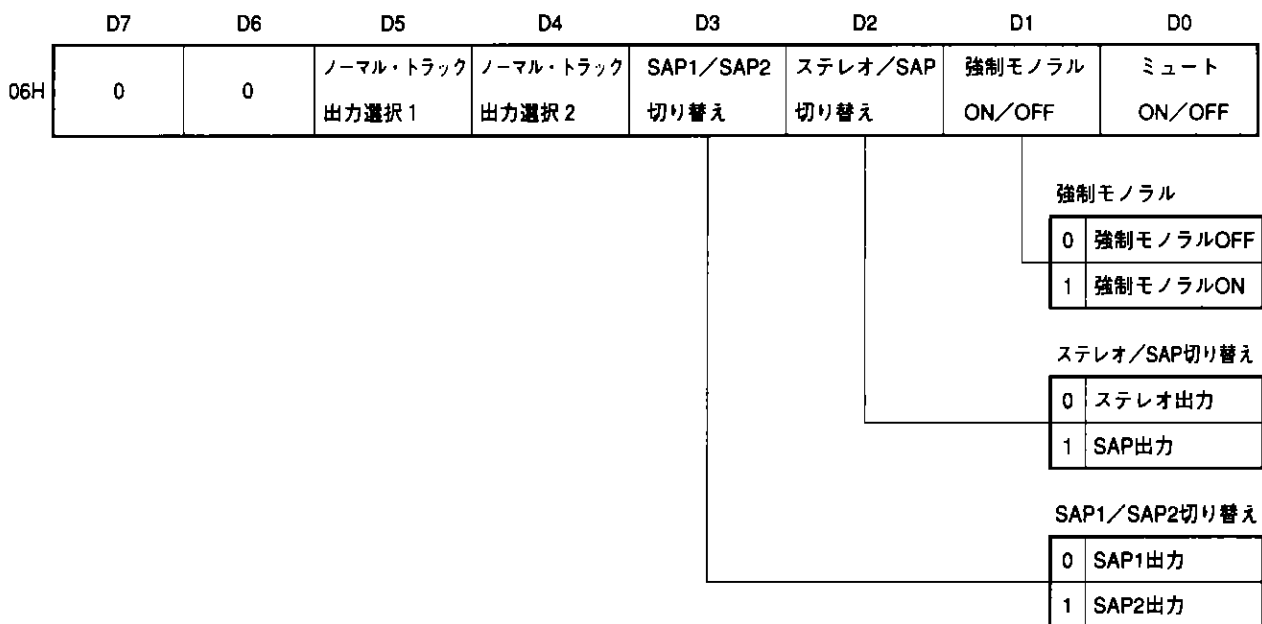 D7 D6 D5 D4 D3 D2 D1 D0
06H 0 0 ノーマル・トラック 出力選択1 ノーマル・トラック 出力選択2 SAP1/SAP2 切り替え ステレオ/SAP 切り替え 強制モノラル ON/OFF ミュート ON/OFF
強制モノラル
0 強制モノラルOFF
1 強制モノラルON
ステレオ/SAP切り替え
0 ステレオ出力
1 SAP出力
SAP1/SAP2切り替え
0 SAP1出力
1 SAP2出力